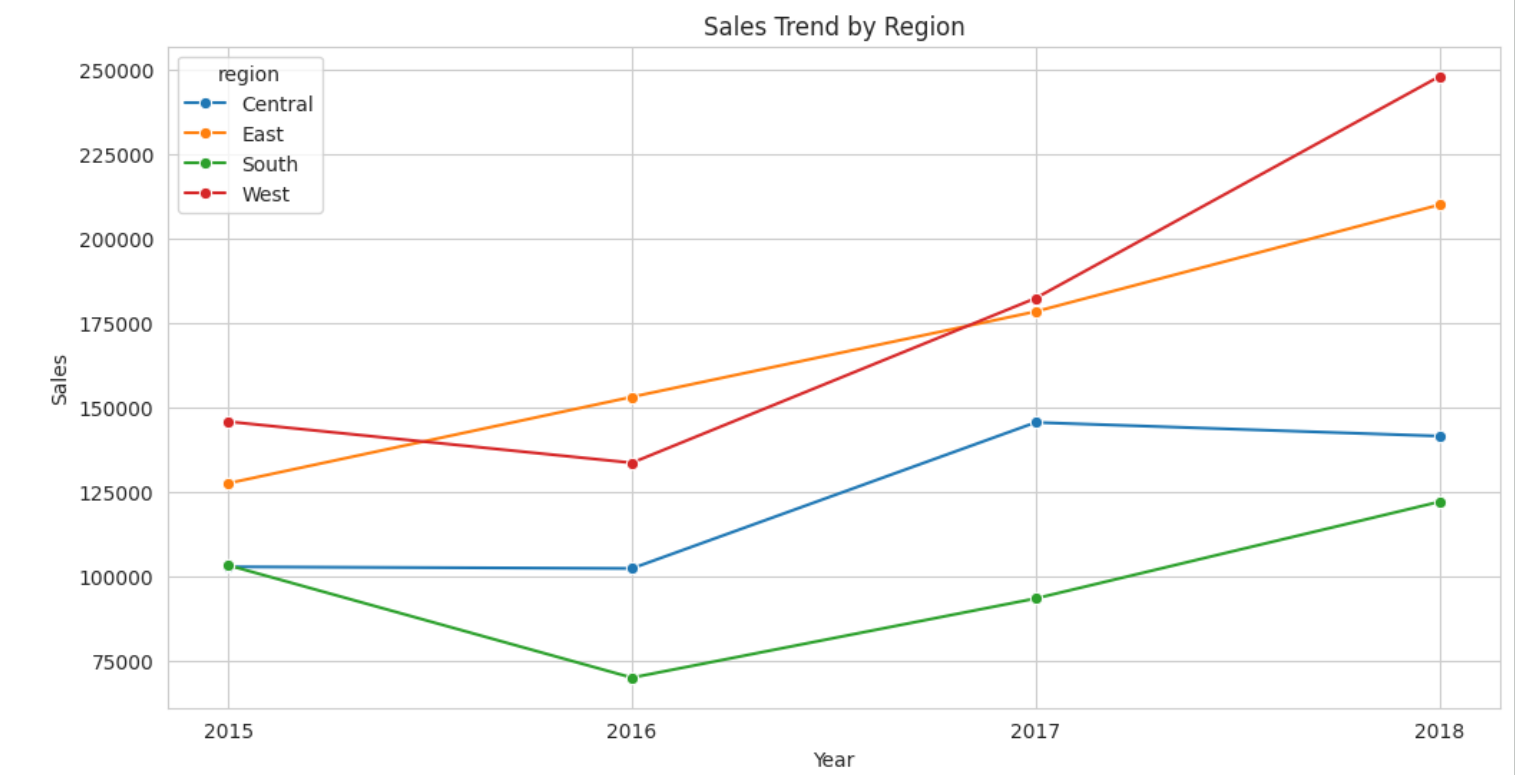 Sales Trend by Region
250000
225000
200000
175000
150000
125000
100000
75000
Sales
region
Central
East
South
West
2015 2016 2017 2018
Year